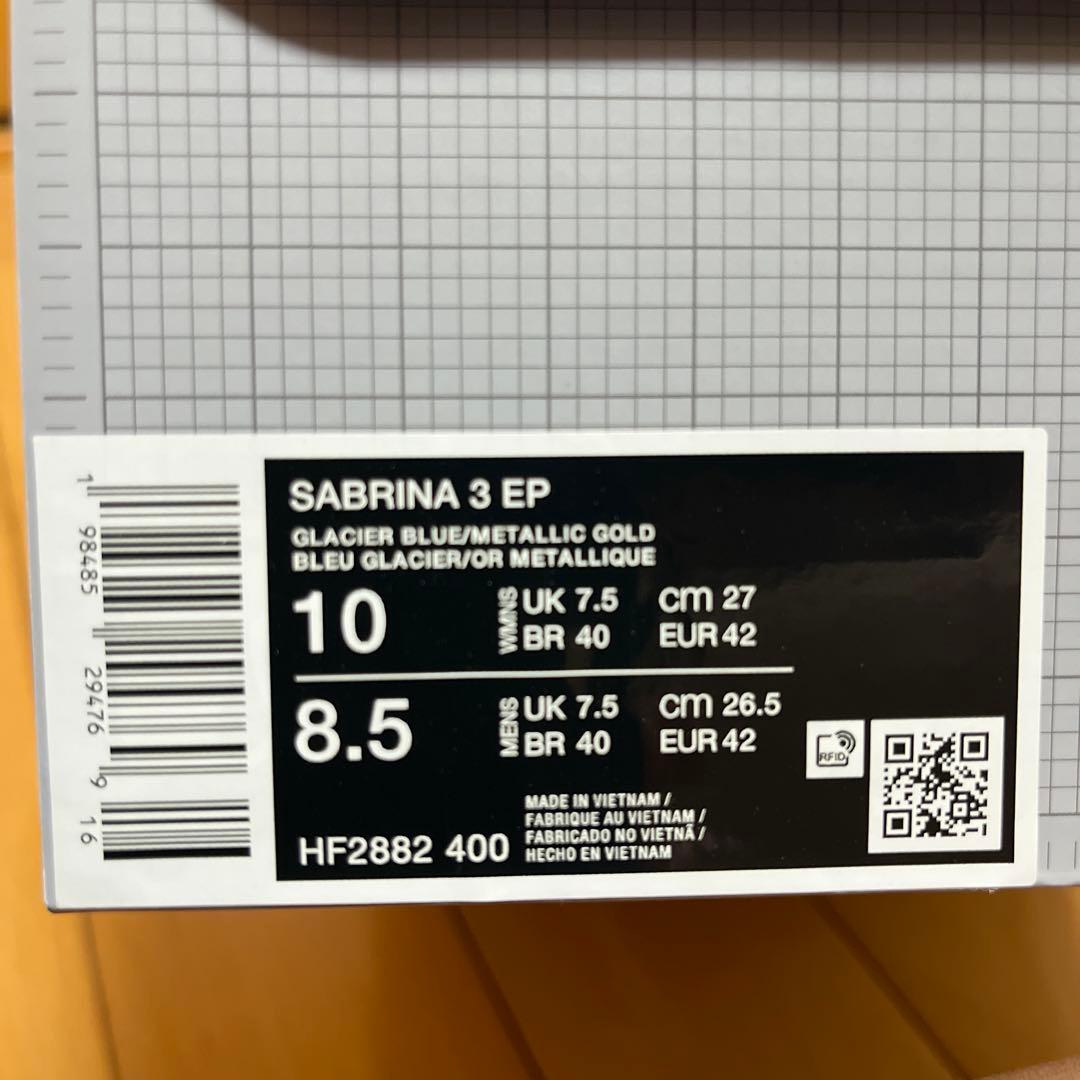 SABRINA 3 EP
GLACIER BLUE/METALLIC GOLD
BLEU GLACIER/OR METALLIQUE
10 WMNS UK 7.5 cm 27
BR 40 EUR 42
8.5 MENS UK 7.5 cm 26.5
BR 40 EUR 42
RFID
HF2882 400
MADE IN VIETNAM /
FABRIQUE AU VIETNAM /
FABRICADO NO VIETNÃ /
HECHO EN VIETNAM
1 98485 29476 9 16